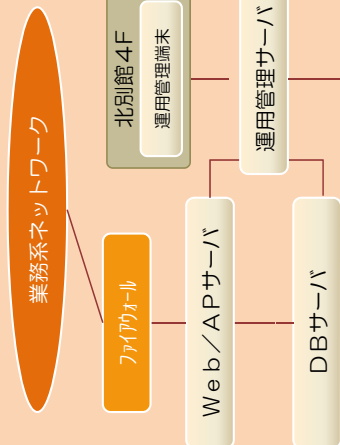 業務系ネットワーク
北別館4F
運用管理端末
ファイアウォール
運用管理サーバ
Web/APサーバ
DBサーバ